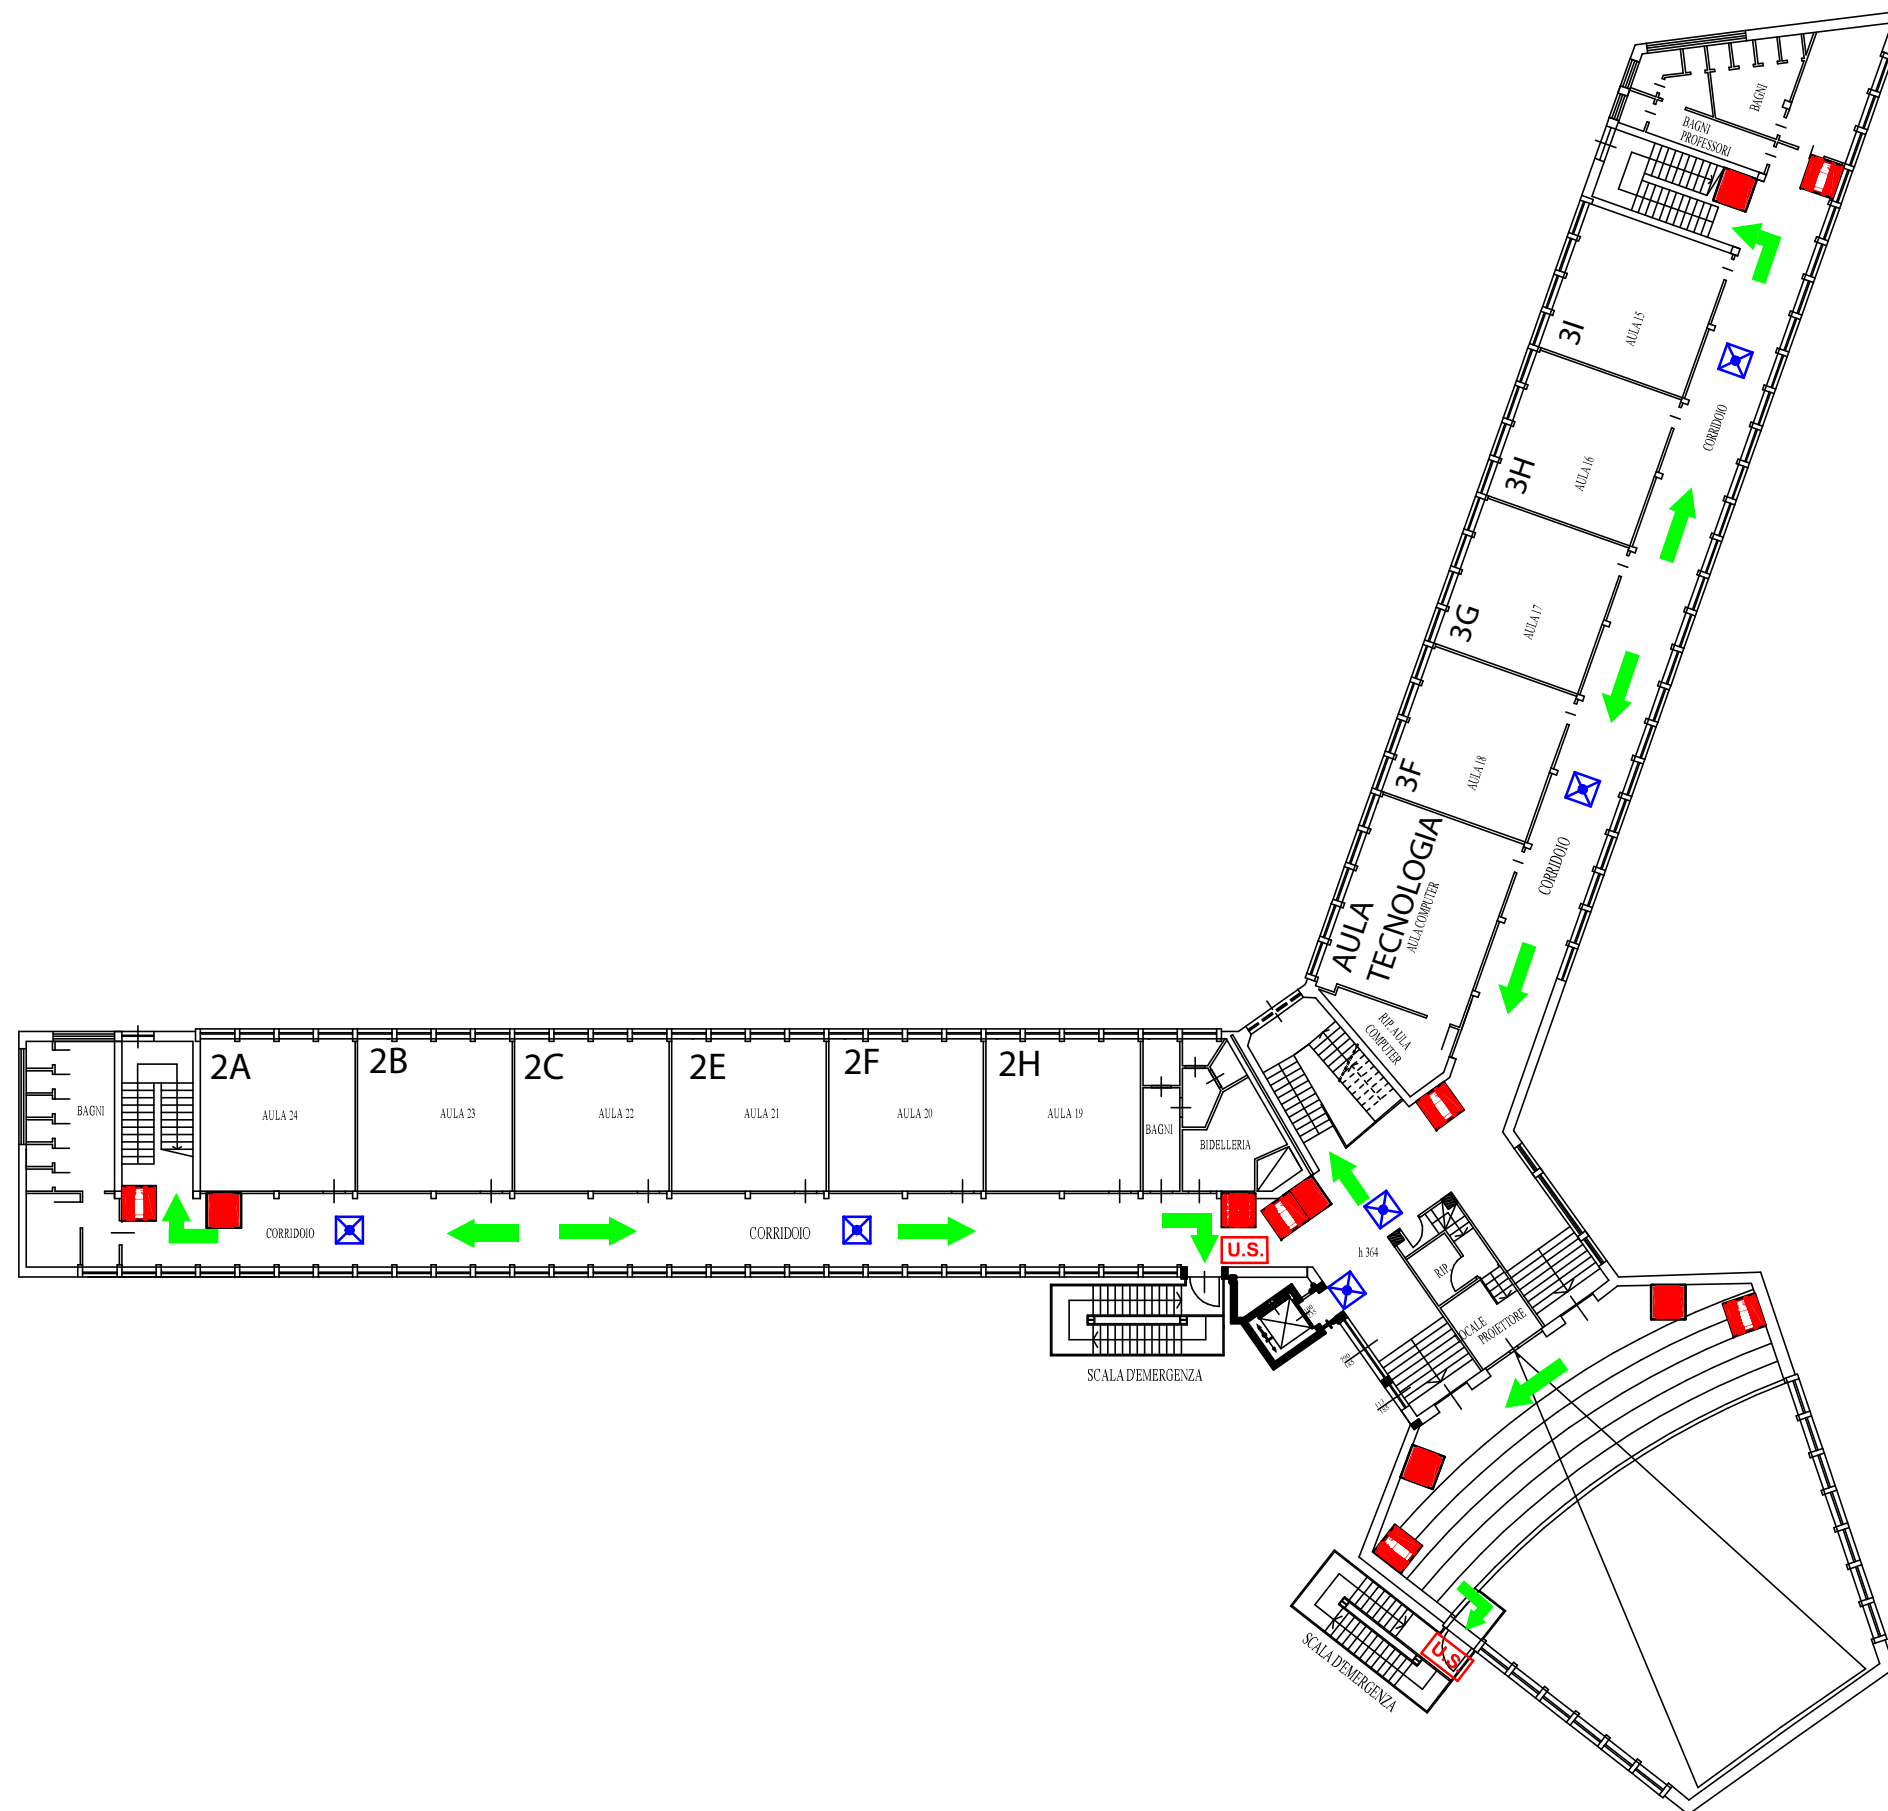 BAGNI
BAGNI
PROFESSORI
3I
AULA 15
3H
AULA 16
CORRIDOIO
3G
AULA 17
3F
AULA 18
CORRIDOIO
AULA
TECNOLOGIA
AULA COMPUTER
RIP. AULA
COMPUTER
BAGNI
2A
AULA 24
2B
AULA 23
2C
AULA 22
2E
AULA 21
2F
AULA 20
2H
AULA 19
BAGNI
BIDELLERIA
CORRIDOIO
CORRIDOIO
U.S.
h 364
RIP.
LOCALE
PROIETTORE
SCALA D'EMERGENZA
U.S.
SCALA D'EMERGENZA